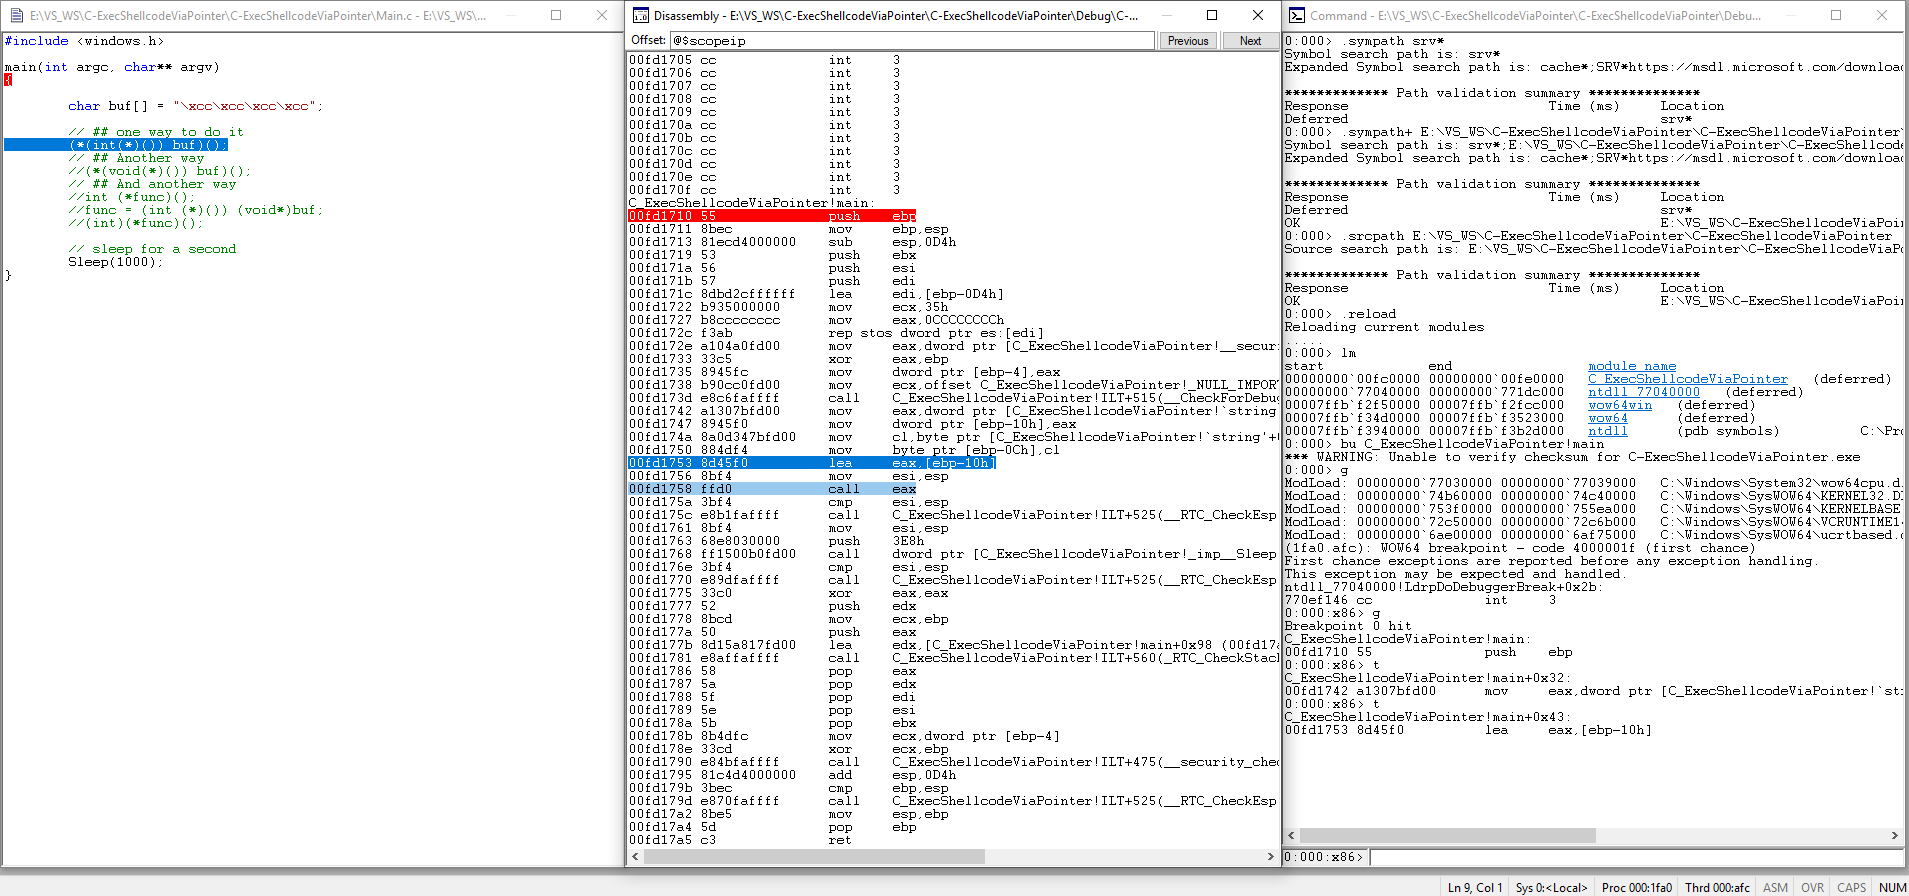 E:\VS_WS\C-ExecShellcodeViaPointer\C-ExecShellcodeViaPointer\Main.c - E:\VS_WS\...
#include <windows.h>
main(int argc, char** argv)
{
char buf[] = "\xcc\xcc\xcc\xcc";
// ## one way to do it
(*(int(*)()) buf)();
// ## Another way
//(*(void(*)()) buf)();
// ## And another way
//int (*func)();
//func = (int (*)()) (void*)buf;
//(int)(*func)();
// sleep for a second
Sleep(1000);
}
Disassembly - E:\VS_WS\C-ExecShellcodeViaPointer\C-ExecShellcodeViaPointer\Debug\C-...
Offset: @$scopeip Previous Next
00fd1705 cc int 3
00fd1706 cc int 3
00fd1707 cc int 3
00fd1708 cc int 3
00fd1709 cc int 3
00fd170a cc int 3
00fd170b cc int 3
00fd170c cc int 3
00fd170d cc int 3
00fd170e cc int 3
00fd170f cc int 3
C_ExecShellcodeViaPointer!main:
00fd1710 55 push ebp
00fd1711 8bec mov ebp,esp
00fd1713 81ecd4000000 sub esp,0D4h
00fd1719 53 push ebx
00fd171a 56 push esi
00fd171b 57 push edi
00fd171c 8dbd2cffffff lea edi,[ebp-0D4h]
00fd1722 b935000000 mov ecx,35h
00fd1727 b8cccccccc mov eax,0CCCCCCCCh
00fd172c f3ab rep stos dword ptr es:[edi]
00fd172e a104a0fd00 mov eax,dword ptr [C_ExecShellcodeViaPointer!__securi
00fd1733 33c5 xor eax,ebp
00fd1735 8945fc mov dword ptr [ebp-4],eax
00fd1738 b90cc0fd00 mov ecx,offset C_ExecShellcodeViaPointer!_NULL_IMPOR
00fd173d e8c6faffff call C_ExecShellcodeViaPointer!ILT+515(__CheckForDebug
00fd1742 a1307bfd00 mov eax,dword ptr [C_ExecShellcodeViaPointer!`string'
00fd1747 8945f0 mov dword ptr [ebp-10h],eax
00fd174a 8a0d347bfd00 mov cl,byte ptr [C_ExecShellcodeViaPointer!`string'+
00fd1750 884df4 mov byte ptr [ebp-0Ch],cl
00fd1753 8d45f0 lea eax,[ebp-10h]
00fd1756 8bf4 mov esi,esp
00fd1758 ffd0 call eax
00fd175a 3bf4 cmp esi,esp
00fd175c e8b1faffff call C_ExecShellcodeViaPointer!ILT+525(__RTC_CheckEsp
00fd1761 8bf4 mov esi,esp
00fd1763 68e8030000 push 3E8h
00fd1768 ff1500b0fd00 call dword ptr [C_ExecShellcodeViaPointer!_imp__Sleep
00fd176e 3bf4 cmp esi,esp
00fd1770 e89dfaffff call C_ExecShellcodeViaPointer!ILT+525(__RTC_CheckEsp
00fd1775 33c0 xor eax,eax
00fd1777 52 push edx
00fd1778 8bcd mov ecx,ebp
00fd177a 50 push eax
00fd177b 8d15a817fd00 lea edx,[C_ExecShellcodeViaPointer!main+0x98 (00fd17a
00fd1781 e8affaffff call C_ExecShellcodeViaPointer!ILT+560(_RTC_CheckStac
00fd1786 58 pop eax
00fd1787 5a pop edx
00fd1788 5f pop edi
00fd1789 5e pop esi
00fd178a 5b pop ebx
00fd178b 8b4dfc mov ecx,dword ptr [ebp-4]
00fd178e 33cd xor ecx,ebp
00fd1790 e84bfaffff call C_ExecShellcodeViaPointer!ILT+475(__security_che
00fd1795 81c4d4000000 add esp,0D4h
00fd179b 3bec cmp ebp,esp
00fd179d e870faffff call C_ExecShellcodeViaPointer!ILT+525(__RTC_CheckEsp
00fd17a2 8be5 mov esp,ebp
00fd17a4 5d pop ebp
00fd17a5 c3 ret
Command - E:\VS_WS\C-ExecShellcodeViaPointer\C-ExecShellcodeViaPointer\Debu...
0:000> .sympath srv*
Symbol search path is: srv*
Expanded Symbol search path is: cache*;SRV*https://msdl.microsoft.com/downloa
************* Path validation summary **************
Response Time (ms) Location
Deferred srv*
0:000> .sympath+ E:\VS_WS\C-ExecShellcodeViaPointer\C-ExecShellcodeViaPointer\
Symbol search path is: srv*;E:\VS_WS\C-ExecShellcodeViaPointer\C-ExecShellcode
Expanded Symbol search path is: cache*;SRV*https://msdl.microsoft.com/downloa
************* Path validation summary **************
Response Time (ms) Location
Deferred srv*
OK E:\VS_WS\C-ExecShellcodeViaPoin
0:000> .srcpath E:\VS_WS\C-ExecShellcodeViaPointer\C-ExecShellcodeViaPointer
Source search path is: E:\VS_WS\C-ExecShellcodeViaPointer\C-ExecShellcodeViaPo
************* Path validation summary **************
Response Time (ms) Location
OK E:\VS_WS\C-ExecShellcodeViaPoin
0:000> .reload
Reloading current modules
.....
0:000> lm
start end module name
00000000`00fc0000 00000000`00fe0000 C_ExecShellcodeViaPointer (deferred)
00000000`77040000 00000000`771dc000 ntdll_77040000 (deferred)
00007ffb`f2f50000 00007ffb`f2fcc000 wow64win (deferred)
00007ffb`f34d0000 00007ffb`f3523000 wow64 (deferred)
00007ffb`f3940000 00007ffb`f3b2d000 ntdll (pdb symbols) C:\Pro
0:000> bu C_ExecShellcodeViaPointer!main
*** WARNING: Unable to verify checksum for C-ExecShellcodeViaPointer.exe
0:000> g
ModLoad: 00000000`77030000 00000000`77039000 C:\Windows\System32\wow64cpu.d
ModLoad: 00000000`74b60000 00000000`74c40000 C:\Windows\SysWOW64\KERNEL32.D
ModLoad: 00000000`753f0000 00000000`755ea000 C:\Windows\SysWOW64\KERNELBASE
ModLoad: 00000000`72c50000 00000000`72c6b000 C:\Windows\SysWOW64\VCRUNTIME1
ModLoad: 00000000`6ae00000 00000000`6af75000 C:\Windows\SysWOW64\ucrtbased.
(1fa0.afc): WOW64 breakpoint - code 4000001f (first chance)
First chance exceptions are reported before any exception handling.
This exception may be expected and handled.
ntdll_77040000!LdrpDoDebuggerBreak+0x2b:
770ef146 cc int 3
0:000:x86> g
Breakpoint 0 hit
C_ExecShellcodeViaPointer!main:
00fd1710 55 push ebp
0:000:x86> t
C_ExecShellcodeViaPointer!main+0x32:
00fd1742 a1307bfd00 mov eax,dword ptr [C_ExecShellcodeViaPointer!`str
0:000:x86> t
C_ExecShellcodeViaPointer!main+0x43:
00fd1753 8d45f0 lea eax,[ebp-10h]
0:000:x86>
Ln 9, Col 1 Sys 0:<Local> Proc 000:1fa0 Thrd 000:afc ASM OVR CAPS NUM